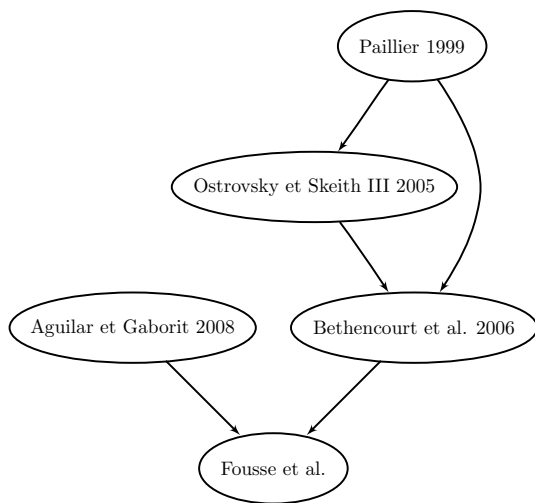 Paillier 1999
Ostrovsky et Skeith III 2005
Aguilar et Gaborit 2008
Bethencourt et al. 2006
Fousse et al.